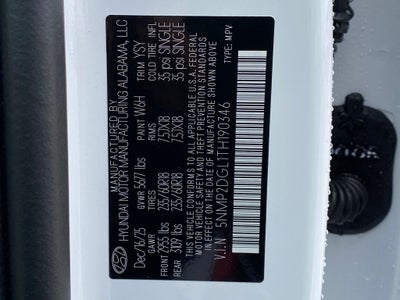 MANUFACTURED BY
HYUNDAI MOTOR MANUFACTURING ALABAMA, LLC
Dec/16/25 PAINT W6H TRIM YSY
GVWR 5677 lbs
GAWR RIMS COLD TIRE INFL
FRONT 2955 lbs 235/60R18 7.5JX18 35 psi SINGLE
REAR 3109 lbs 235/60R18 7.5JX18 35 psi SINGLE
THIS VEHICLE CONFORMS TO ALL APPLICABLE U.S.A. FEDERAL
MOTOR VEHICLE SAFETY AND THEFT PREVENTION STANDARDS
IN EFFECT ON THE DATE OF MANUFACTURE SHOWN ABOVE
V.I.N: 5NMP2DGL1TH190346 TYPE: MPV